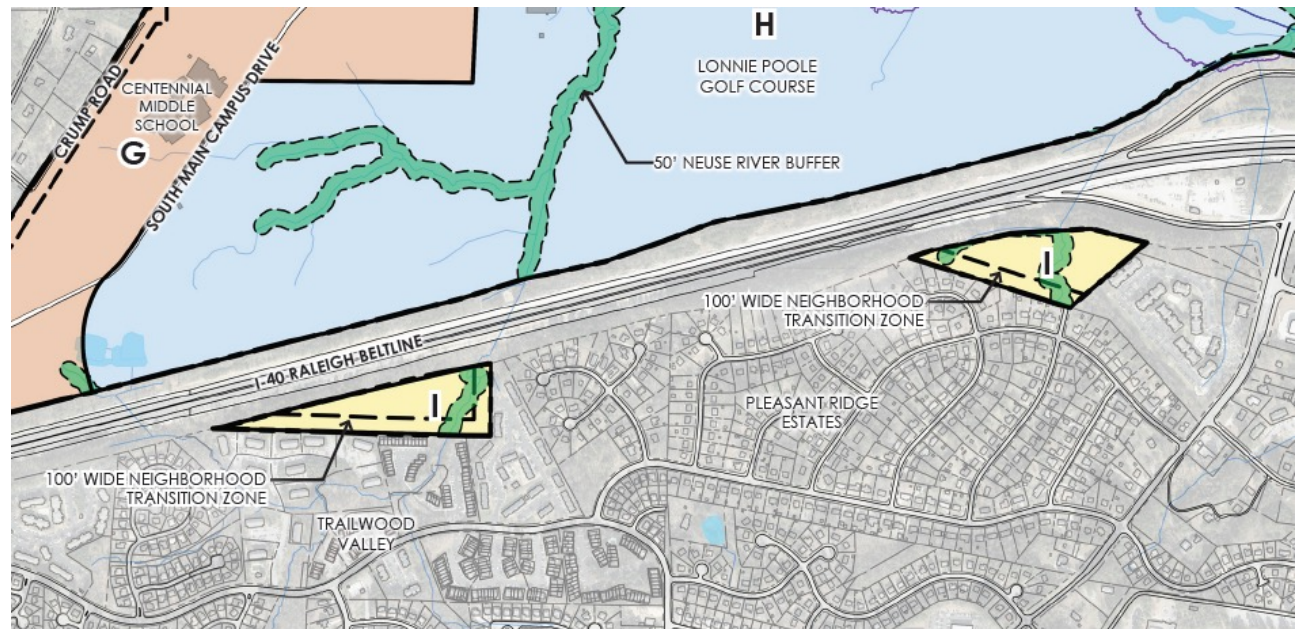 H
LONNIE POOLE
GOLF COURSE
CRUMP ROAD
CENTENNIAL
MIDDLE
SCHOOL
G
SOUTH MAIN CAMPUS DRIVE
50' NEUSE RIVER BUFFER
I
100' WIDE NEIGHBORHOOD
TRANSITION ZONE
I-40 RALEIGH BELTLINE
I
PLEASANT RIDGE
ESTATES
100' WIDE NEIGHBORHOOD
TRANSITION ZONE
TRAILWOOD
VALLEY